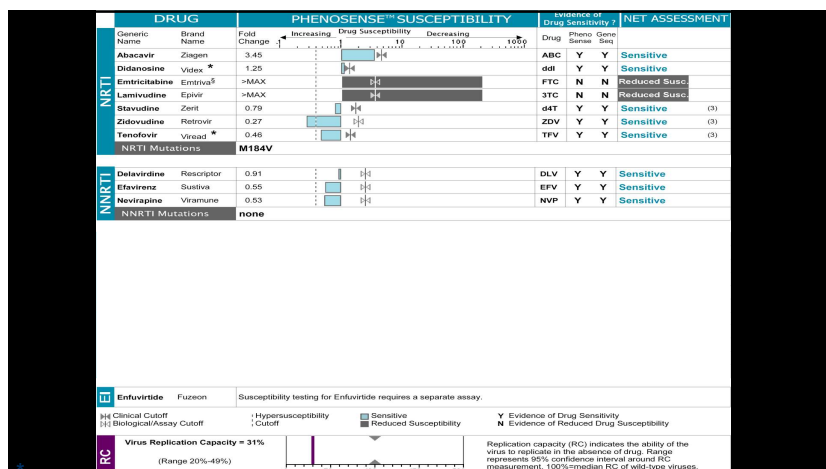 DRUG PHENOSENSE™ SUSCEPTIBILITY Evidence of Drug Sensitivity ? NET ASSESSMENT
Generic Name Brand Name Fold Change Increasing Drug Susceptibility Decreasing Drug Pheno Sense Gene Seq
.1 1 10 100 1000
NRTI
Abacavir Ziagen 3.45 ABC Y Y Sensitive
Didanosine Videx * 1.25 ddI Y Y Sensitive
Emtricitabine Emtriva§ >MAX FTC N N Reduced Susc.
Lamivudine Epivir >MAX 3TC N N Reduced Susc.
Stavudine Zerit 0.79 d4T Y Y Sensitive (3)
Zidovudine Retrovir 0.27 ZDV Y Y Sensitive (3)
Tenofovir Viread * 0.46 TFV Y Y Sensitive (3)
NRTI Mutations M184V
NNRTI
Delavirdine Rescriptor 0.91 DLV Y Y Sensitive
Efavirenz Sustiva 0.55 EFV Y Y Sensitive
Nevirapine Viramune 0.53 NVP Y Y Sensitive
NNRTI Mutations none
EI
Enfuvirtide Fuzeon Susceptibility testing for Enfuvirtide requires a separate assay.
Clinical Cutoff Hypersusceptibility Sensitive Y Evidence of Drug Sensitivity
Biological/Assay Cutoff Cutoff Reduced Susceptibility N Evidence of Reduced Drug Susceptibility
RC
Virus Replication Capacity = 31%
(Range 20%-49%)
Replication capacity (RC) indicates the ability of the
virus to replicate in the absence of drug. Range
represents 95% confidence interval around RC
measurement. 100%=median RC of wild-type viruses.
*